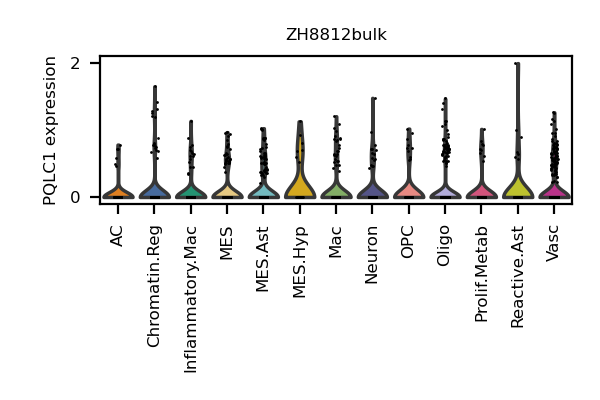 ZH8812bulk
PQLC1 expression
2
0
AC
Chromatin.Reg
Inflammatory.Mac
MES
MES.Ast
MES.Hyp
Mac
Neuron
OPC
Oligo
Prolif.Metab
Reactive.Ast
Vasc